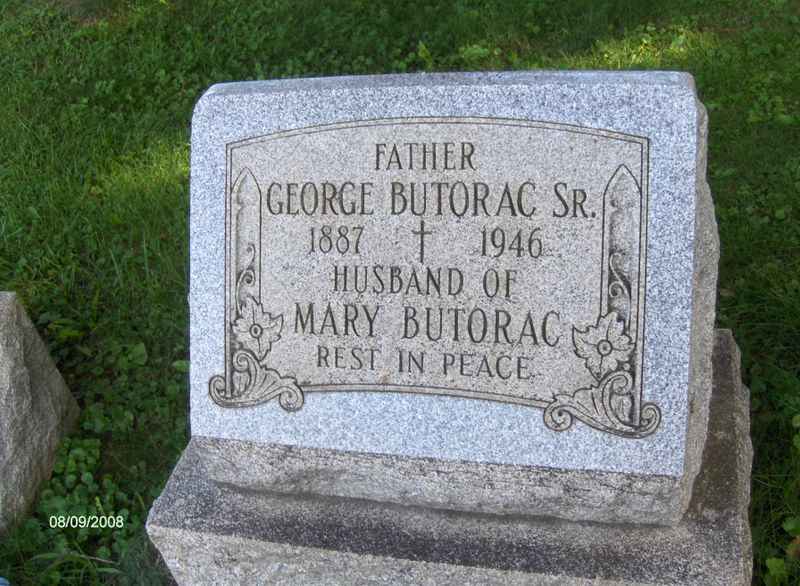 FATHER
GEORGE BUTORAC SR.
1887 † 1946
HUSBAND OF
MARY BUTORAC
REST IN PEACE
08/09/2008